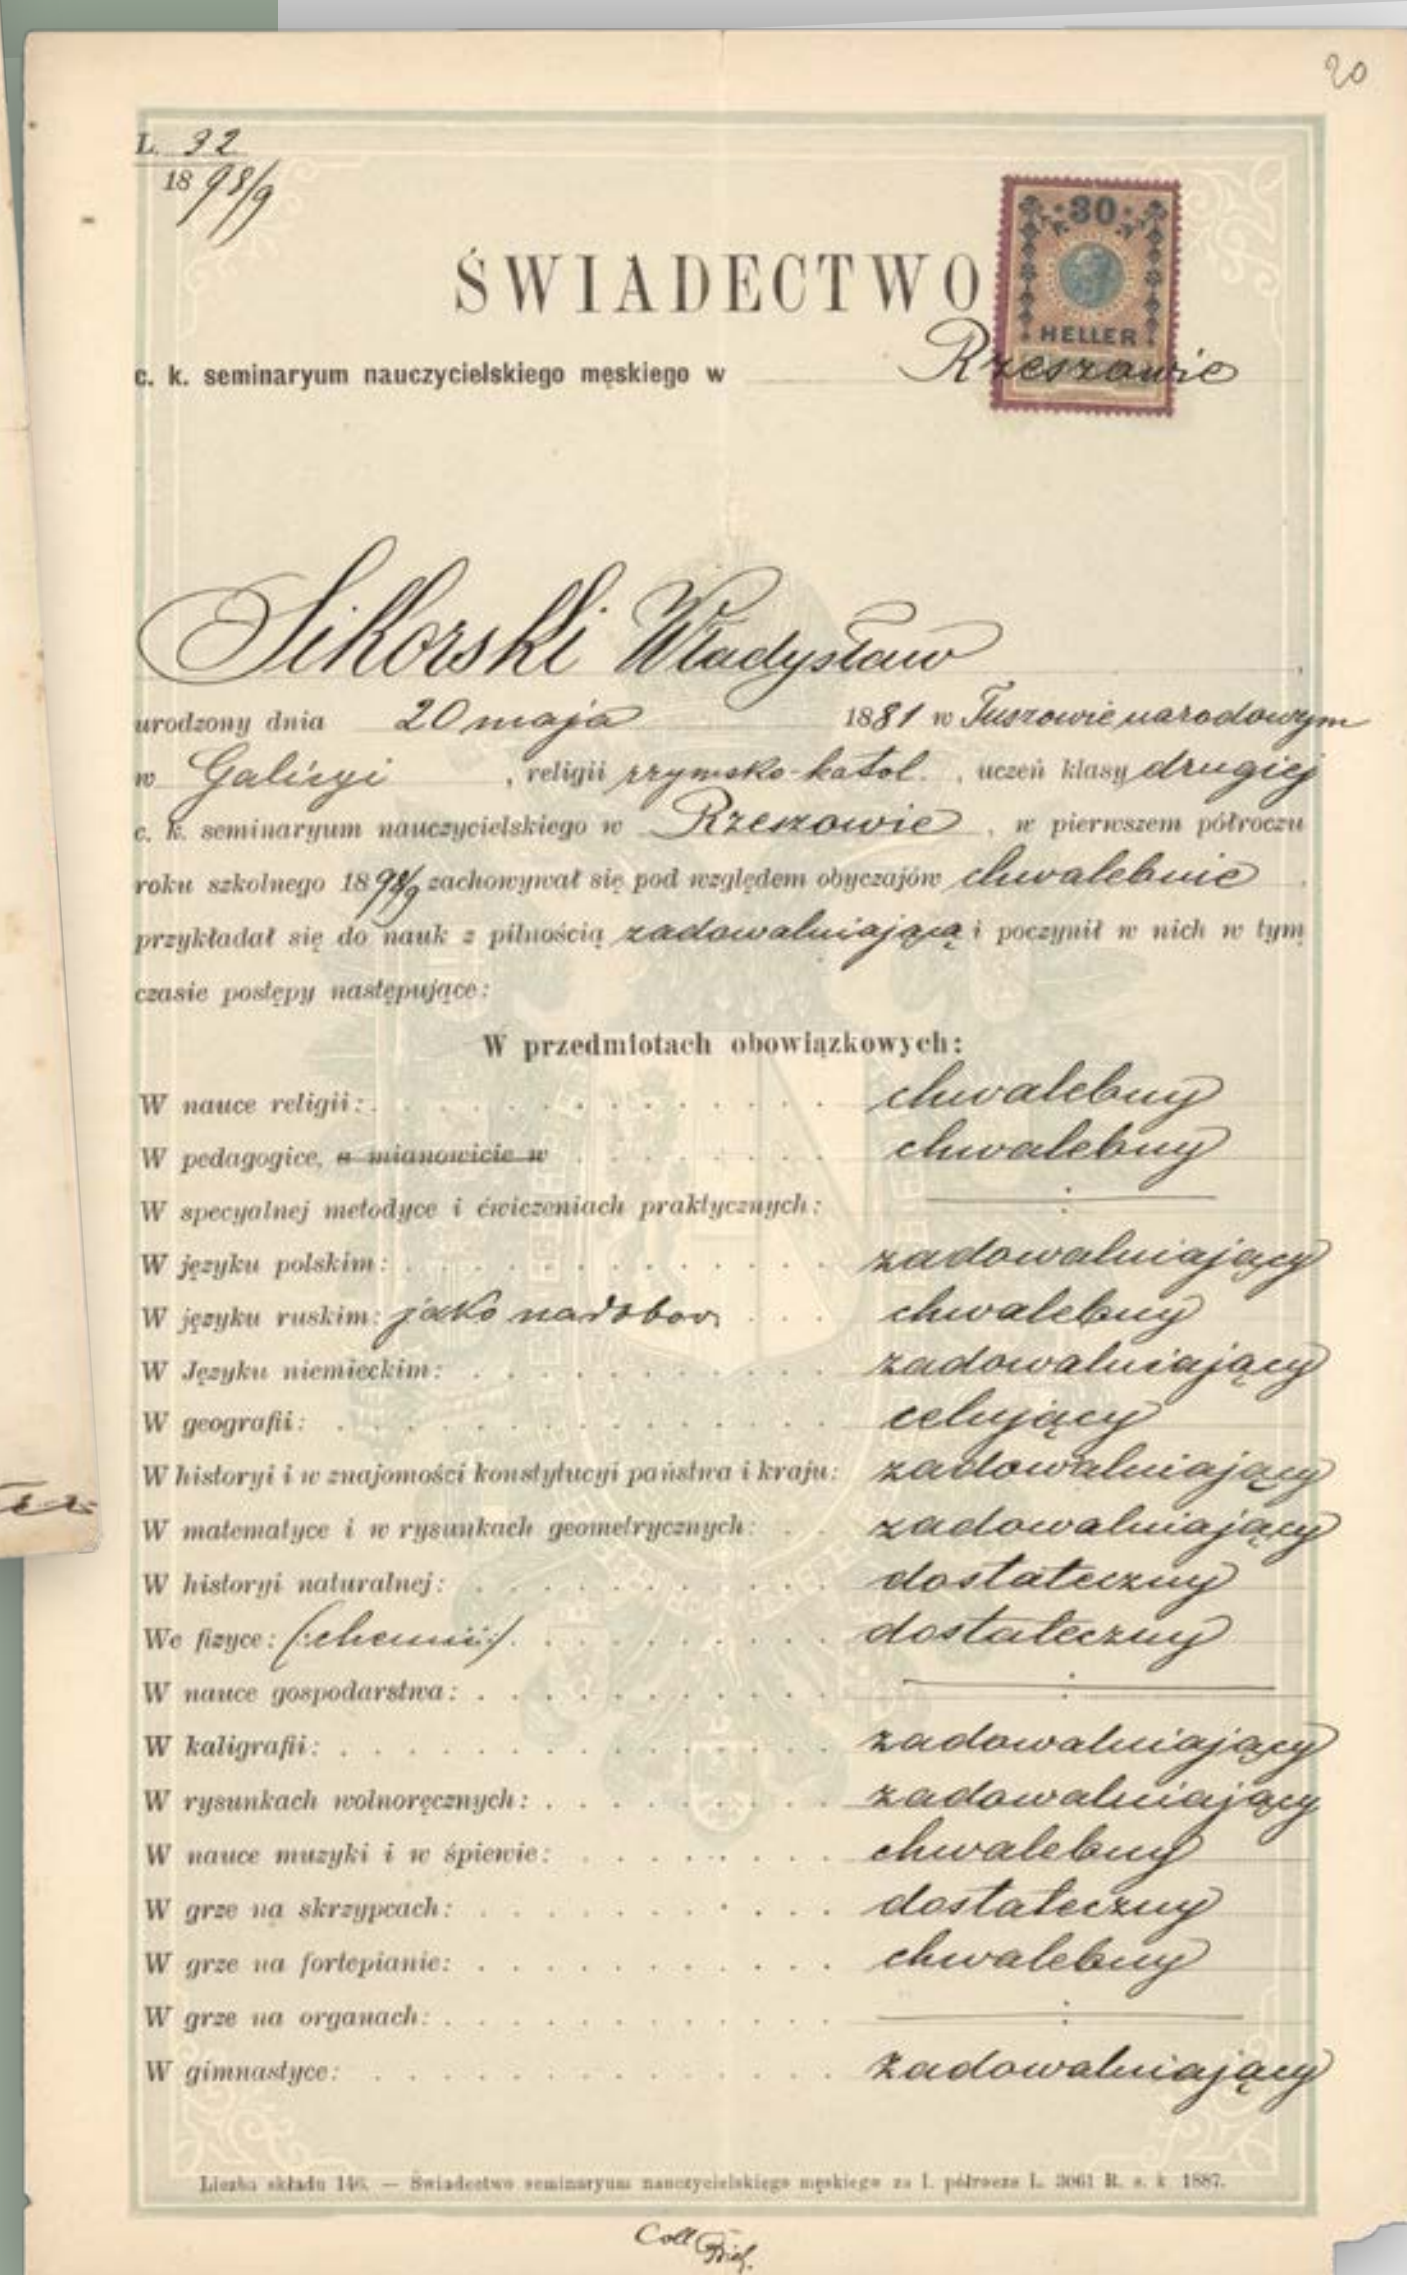 20
L. 32
18 98/9
30
HELLER
ŚWIADECTWO
c. k. seminaryum nauczycielskiego męskiego w Rzeszowie
Sikorski Władysław
urodzony dnia 20 maja 1881 w Tuszowie narodowym
w Galicyi, religii rzymsko-katol., uczeń klasy drugiej
c. k. seminaryum nauczycielskiego w Rzeszowie, w pierwszem półroczu
roku szkolnego 1898/9 zachowywał się pod względem obyczajów chwalebnie
przykładał się do nauk z pilnością zadowalniającą i poczynił w nich w tym
czasie postępy następujące:
W przedmiotach obowiązkowych:
W nauce religii: chwalebny
W pedagogice, a mianowicie w chwalebny
W specyalnej metodyce i ćwiczeniach praktycznych:
W języku polskim: zadowalniający
W języku ruskim: jako nadobow. chwalebny
W Języku niemieckim: zadowalniający
W geografii: celujący
W historyi i w znajomości konstytucyi państwa i kraju: zadowalniający
W matematyce i w rysunkach geometrycznych: zadowalniający
W historyi naturalnej: dostateczny
We fizyce: (:chemii:) dostateczny
W nauce gospodarstwa:
W kaligrafii: zadowalniający
W rysunkach wolnoręcznych: zadowalniający
W nauce muzyki i w śpiewie: chwalebny
W grze na skrzypcach: dostateczny
W grze na fortepianie: chwalebny
W grze na organach:
W gimnastyce: zadowalniający
Liczba składu 146. — Świadectwo seminaryum nauczycielskiego męskiego za I. półrocze L. 3061 R. s. k 1887.
Coll